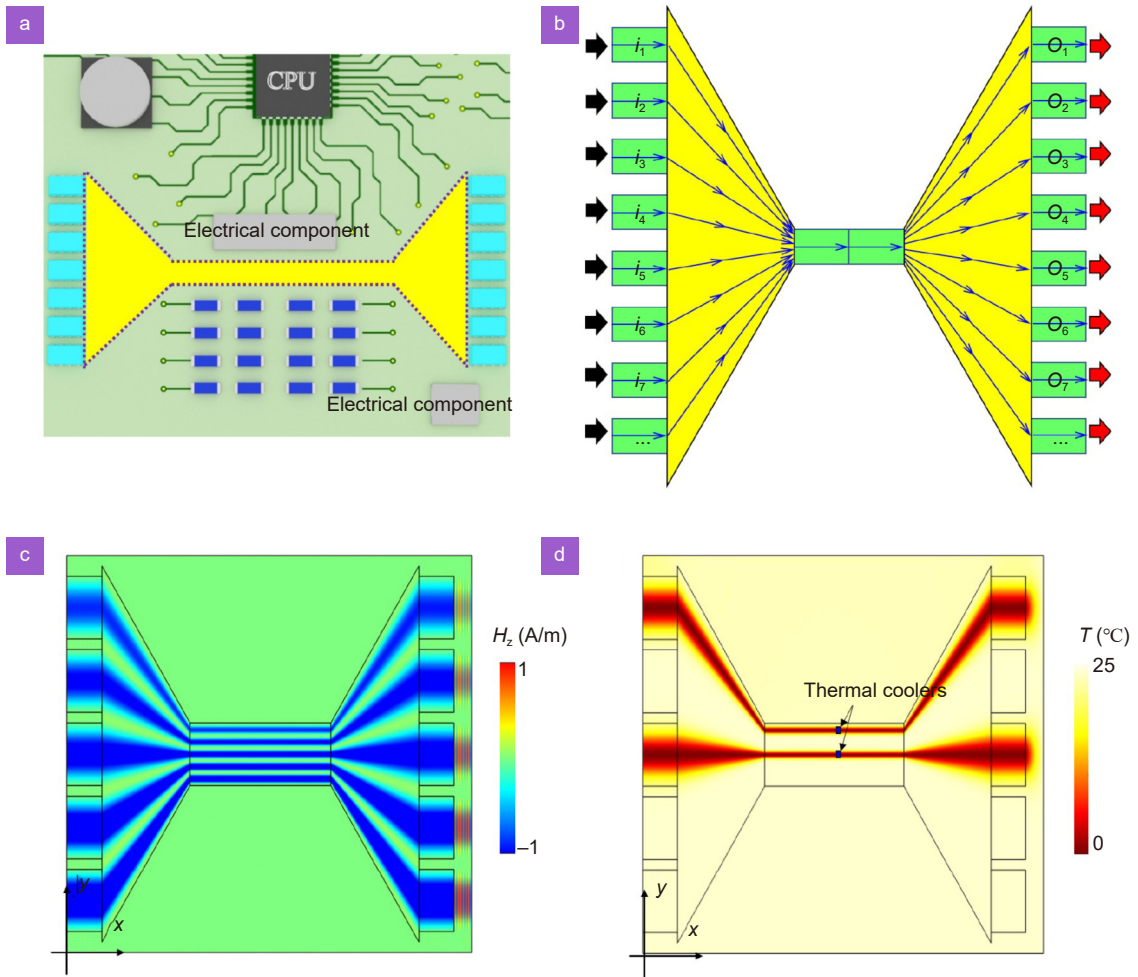 a
CPU
Electrical component
Electrical component
b
i₁
O₁
i₂
O₂
i₃
O₃
i₄
O₄
i₅
O₅
i₆
O₆
i₇
O₇
...
...
c
H_z (A/m)
1
–1
y
x
d
T (°C)
25
Thermal coolers
0
y
x